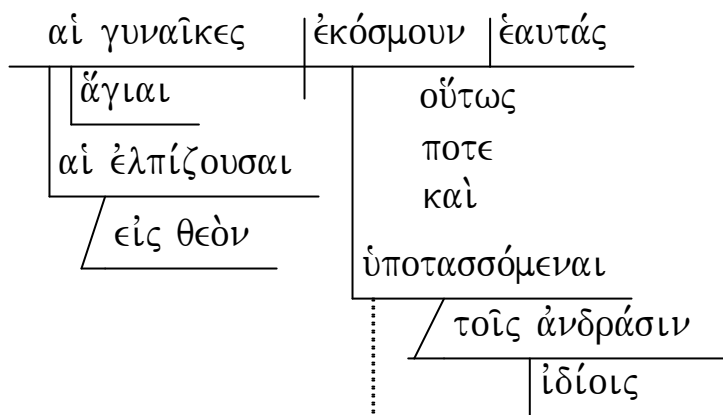 αἱ γυναῖκες ἐκόσμουν ἑαυτάς
ἅγιαι
οὕτως
ποτε
αἱ ἐλπίζουσαι
καὶ
εἰς θεὸν
ὑποτασσόμεναι
τοῖς ἀνδράσιν
ἰδίοις